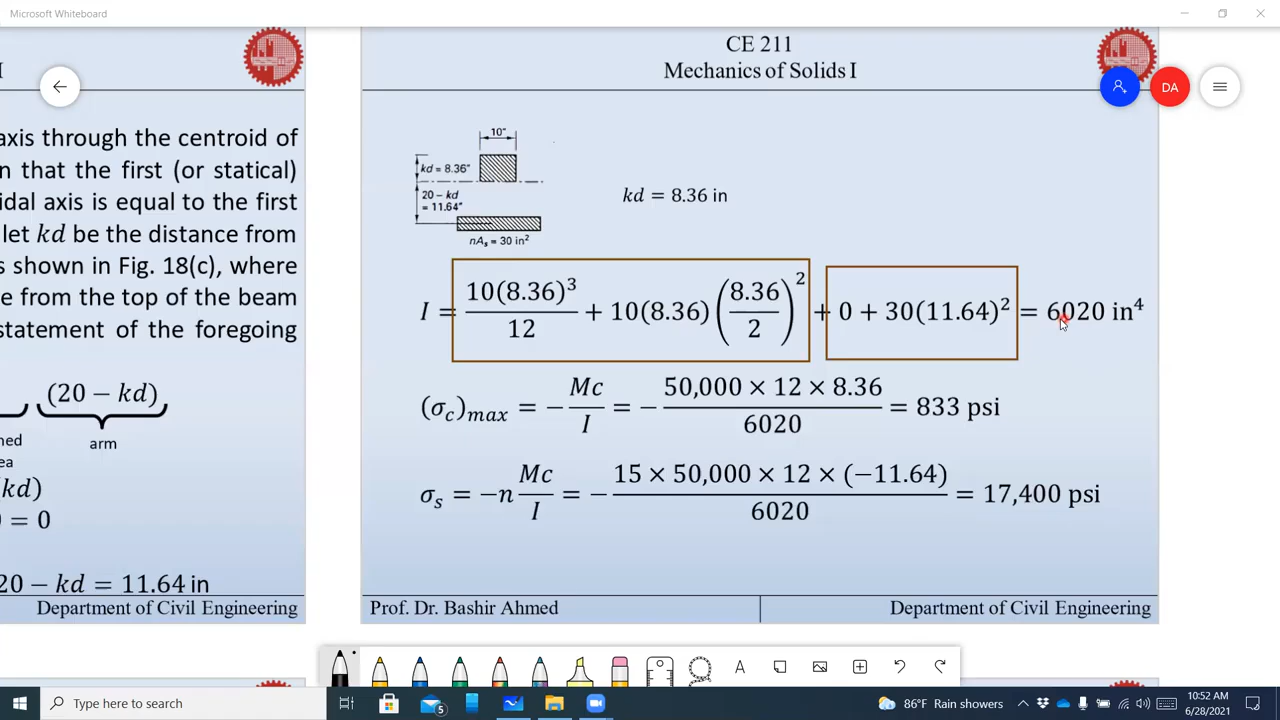 Microsoft Whiteboard
I
axis through the centroid of
n that the first (or statical)
idal axis is equal to the first
let kd be the distance from
s shown in Fig. 18(c), where
e from the top of the beam
statement of the foregoing
(20 − kd)
ned
ea
arm
(kd)
0 = 0
20 − kd = 11.64 in
Department of Civil Engineering
CE 211
Mechanics of Solids I
DA
10"
kd = 8.36"
20 – kd
= 11.64"
nAₛ = 30 in²
kd = 8.36 in
I = 10(8.36)³/12 + 10(8.36)(8.36/2)² + 0 + 30(11.64)² = 6020 in⁴
(σ_c)_max = −Mc/I = −(50,000 × 12 × 8.36)/6020 = 833 psi
σ_s = −n Mc/I = −(15 × 50,000 × 12 × (−11.64))/6020 = 17,400 psi
Prof. Dr. Bashir Ahmed
Department of Civil Engineering
A
Type here to search
5
86°F Rain showers
10:52 AM
6/28/2021